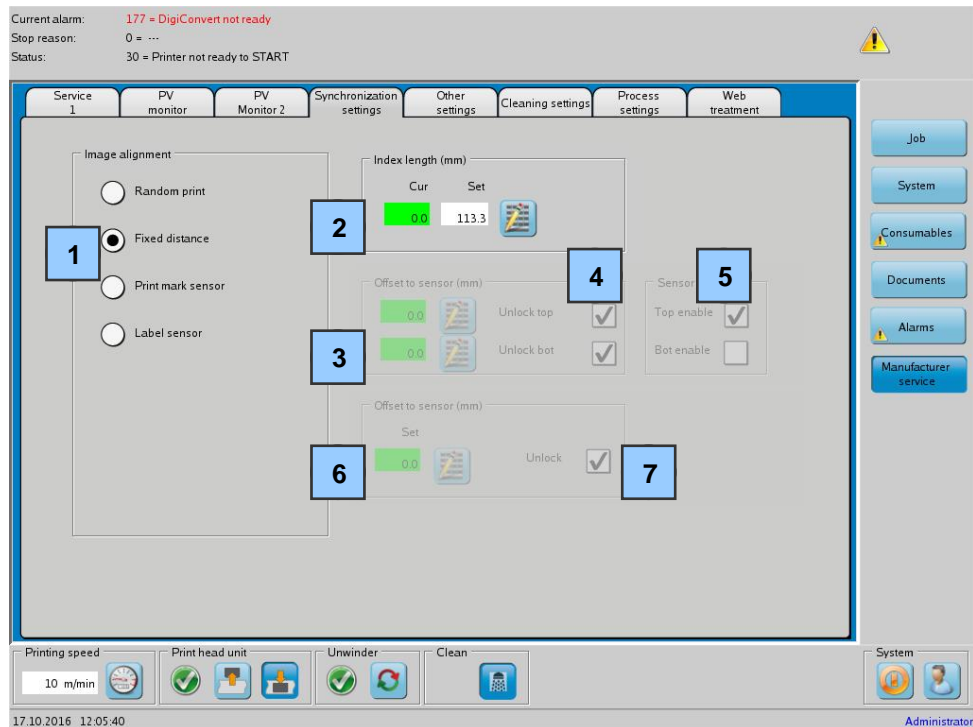 Current alarm: 177 = DigiConvert not ready
Stop reason: 0 = ---
Status: 30 = Printer not ready to START
Service 1
PV monitor
PV Monitor 2
Synchronization settings
Other settings
Cleaning settings
Process settings
Web treatment
Image alignment
Random print
Fixed distance
Print mark sensor
Label sensor
1
Index length (mm)
Cur Set
0.0 113.3
2
Offset to sensor (mm)
0.0 Unlock top
0.0 Unlock bot
3
4
Sensor
Top enable
Bot enable
5
Offset to sensor (mm)
Set
0.0 Unlock
6
7
Job
System
Consumables
Documents
Alarms
Manufacturer
service
Printing speed
10 m/min
Print head unit
Unwinder
Clean
System
17.10.2016 12:05:40
Administrator